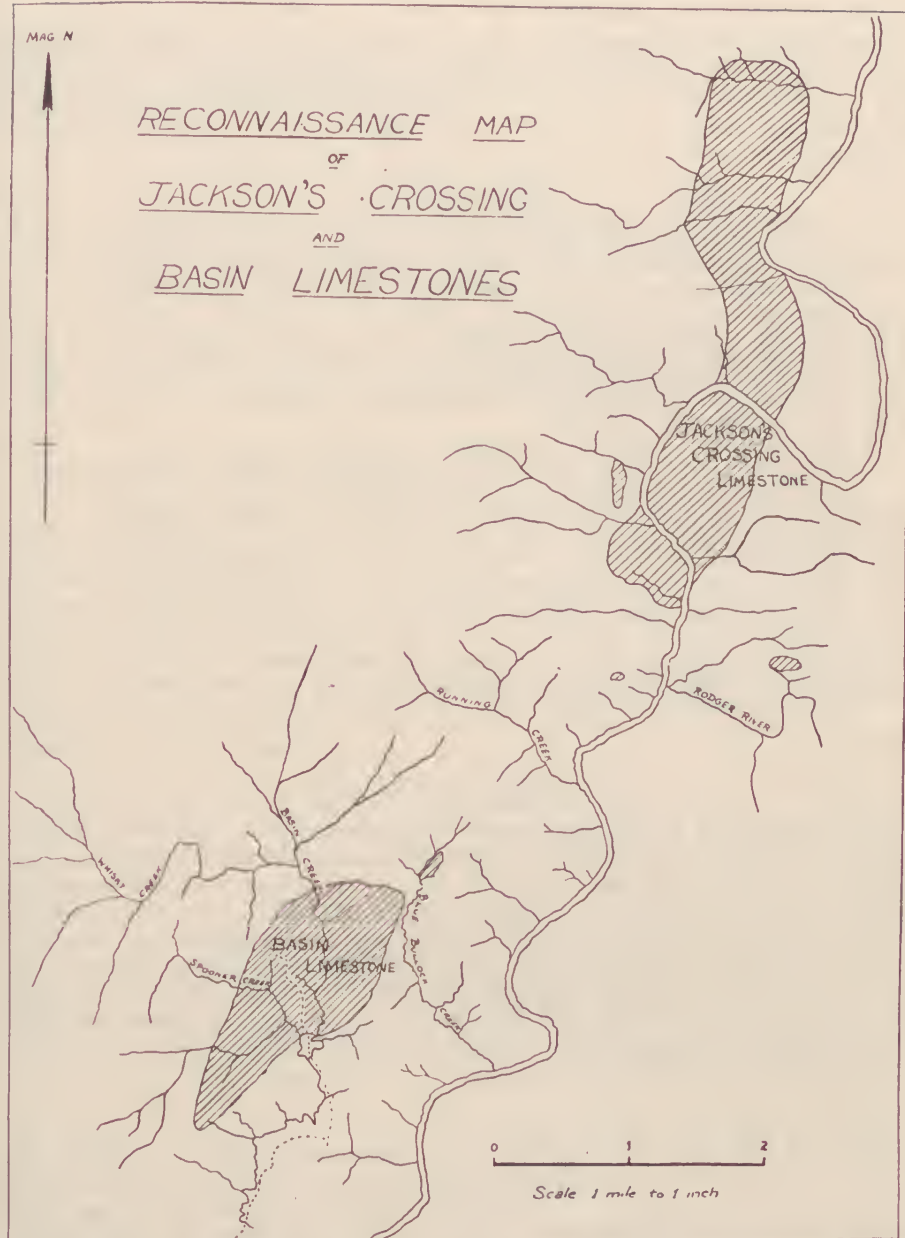 MAG N
RECONNAISSANCE MAP
OF
JACKSON'S CROSSING
AND
BASIN LIMESTONES
JACKSON'S
CROSSING
LIMESTONE
RUNNING
CREEK
RODGER RIVER
BASIN
CREEK
WHISKY
CREEK
BLUE
BULLOCK
CREEK
BASIN
LIMESTONE
SPOONER CREEK
0 1 2
Scale 1 mile to 1 inch